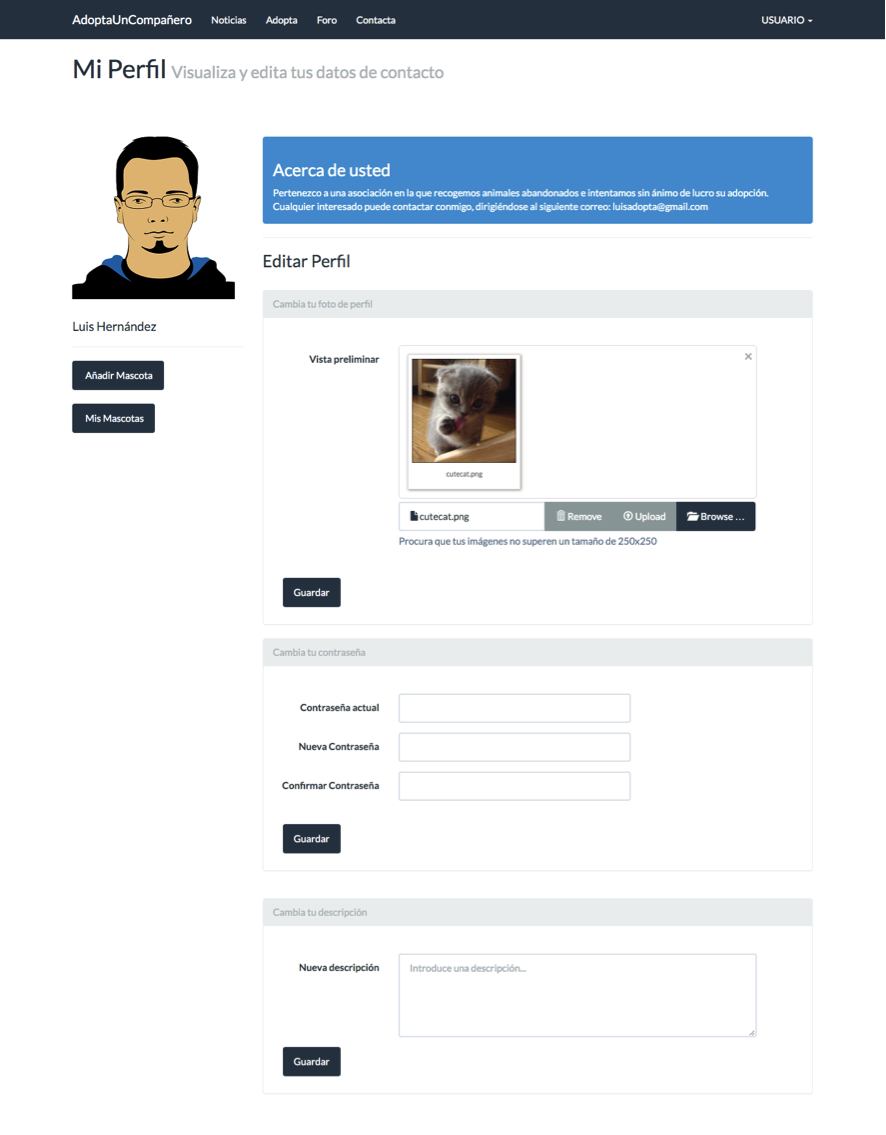 AdoptaUnCompañero Noticias Adopta Foro Contacta USUARIO
Mi Perfil Visualiza y edita tus datos de contacto
Acerca de usted
Pertenezco a una asociación en la que recogemos animales abandonados e intentamos sin ánimo de lucro su adopción.
Cualquier interesado puede contactar conmigo, dirigiéndose al siguiente correo: luisadopta@gmail.com
Luis Hernández
Añadir Mascota
Mis Mascotas
Editar Perfil
Cambia tu foto de perfil
Vista preliminar
×
cutecat.png
cutecat.png Remove Upload Browse ...
Procura que tus imágenes no superen un tamaño de 250x250
Guardar
Cambia tu contraseña
Contraseña actual
Nueva Contraseña
Confirmar Contraseña
Guardar
Cambia tu descripción
Nueva descripción Introduce una descripción...
Guardar